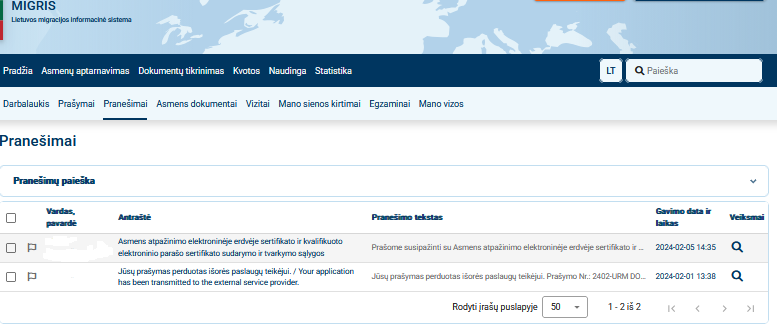 MIGRIS
Lietuvos migracijos informacinė sistema
Pradžia Asmenų aptarnavimas Dokumentų tikrinimas Kvotos Naudinga Statistika LT Paieška
Darbalaukis Prašymai Pranešimai Asmens dokumentai Vizitai Mano sienos kirtimai Egzaminai Mano vizos
Pranešimai
Pranešimų paieška
Vardas, pavardė Antraštė Pranešimo tekstas Gavimo data ir laikas Veiksmai
Asmens atpažinimo elektroninėje erdvėje sertifikato ir kvalifikuoto
elektroninio parašo sertifikato sudarymo ir tvarkymo sąlygos
Prašome susipažinti su Asmens atpažinimo elektroninėje erdvėje sertifikato ir ... 2024-02-05 14:35
Jūsų prašymas perduotas išorės paslaugų teikėjui. / Your application
has been transmitted to the external service provider.
Jūsų prašymas perduotas išorės paslaugų teikėjui. Prašymo Nr.: 2402-URM DO... 2024-02-01 13:38
Rodyti įrašų puslapyje 50 1 - 2 iš 2